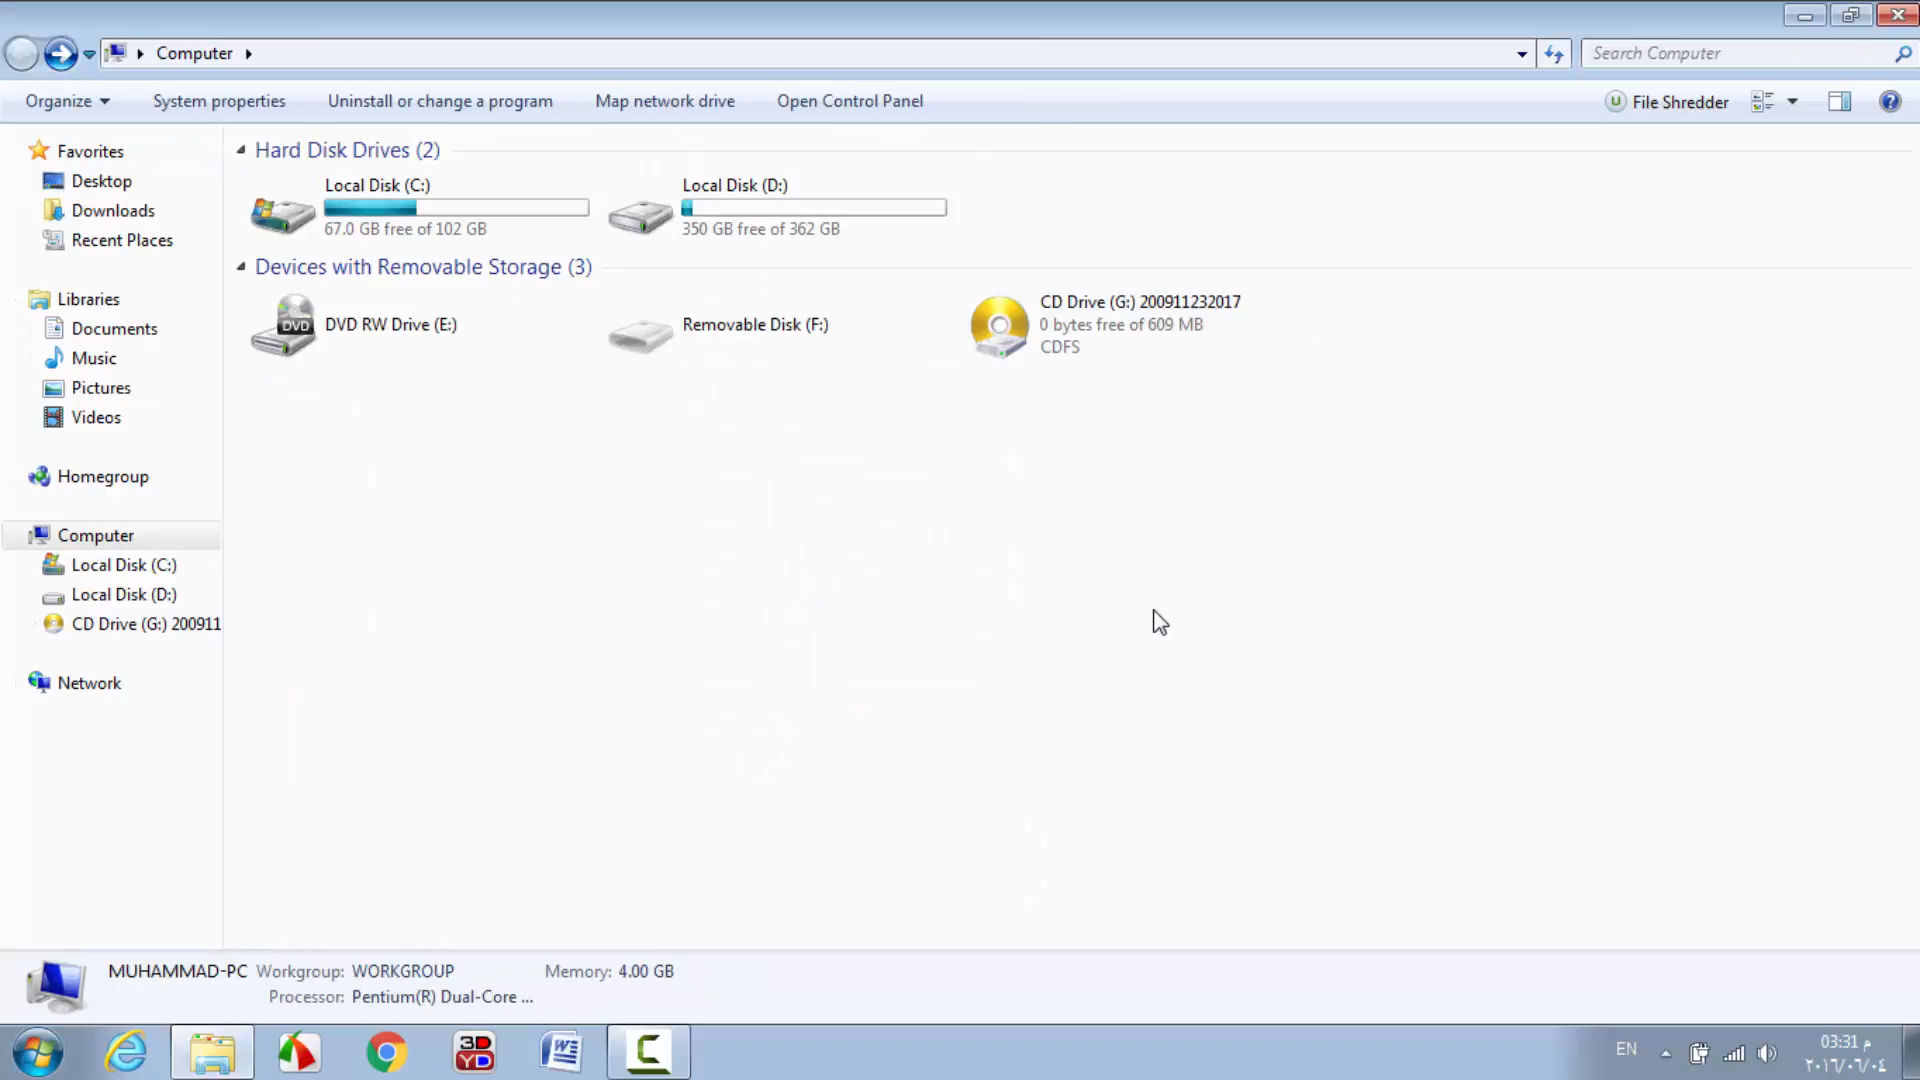 Computer
Search Computer
Organize
System properties
Uninstall or change a program
Map network drive
Open Control Panel
File Shredder
Favorites
Desktop
Downloads
Recent Places
Libraries
Documents
Music
Pictures
Videos
Homegroup
Computer
Local Disk (C:)
Local Disk (D:)
CD Drive (G:) 200911
Network
Hard Disk Drives (2)
Local Disk (C:)
67.0 GB free of 102 GB
Local Disk (D:)
350 GB free of 362 GB
Devices with Removable Storage (3)
DVD
DVD RW Drive (E:)
Removable Disk (F:)
CD Drive (G:) 200911232017
0 bytes free of 609 MB
CDFS
MUHAMMAD-PC Workgroup: WORKGROUP Memory: 4.00 GB
Processor: Pentium(R) Dual-Core ...
3D
YD
EN
03:31 م
٢٠١٦/٠٦/٠٤